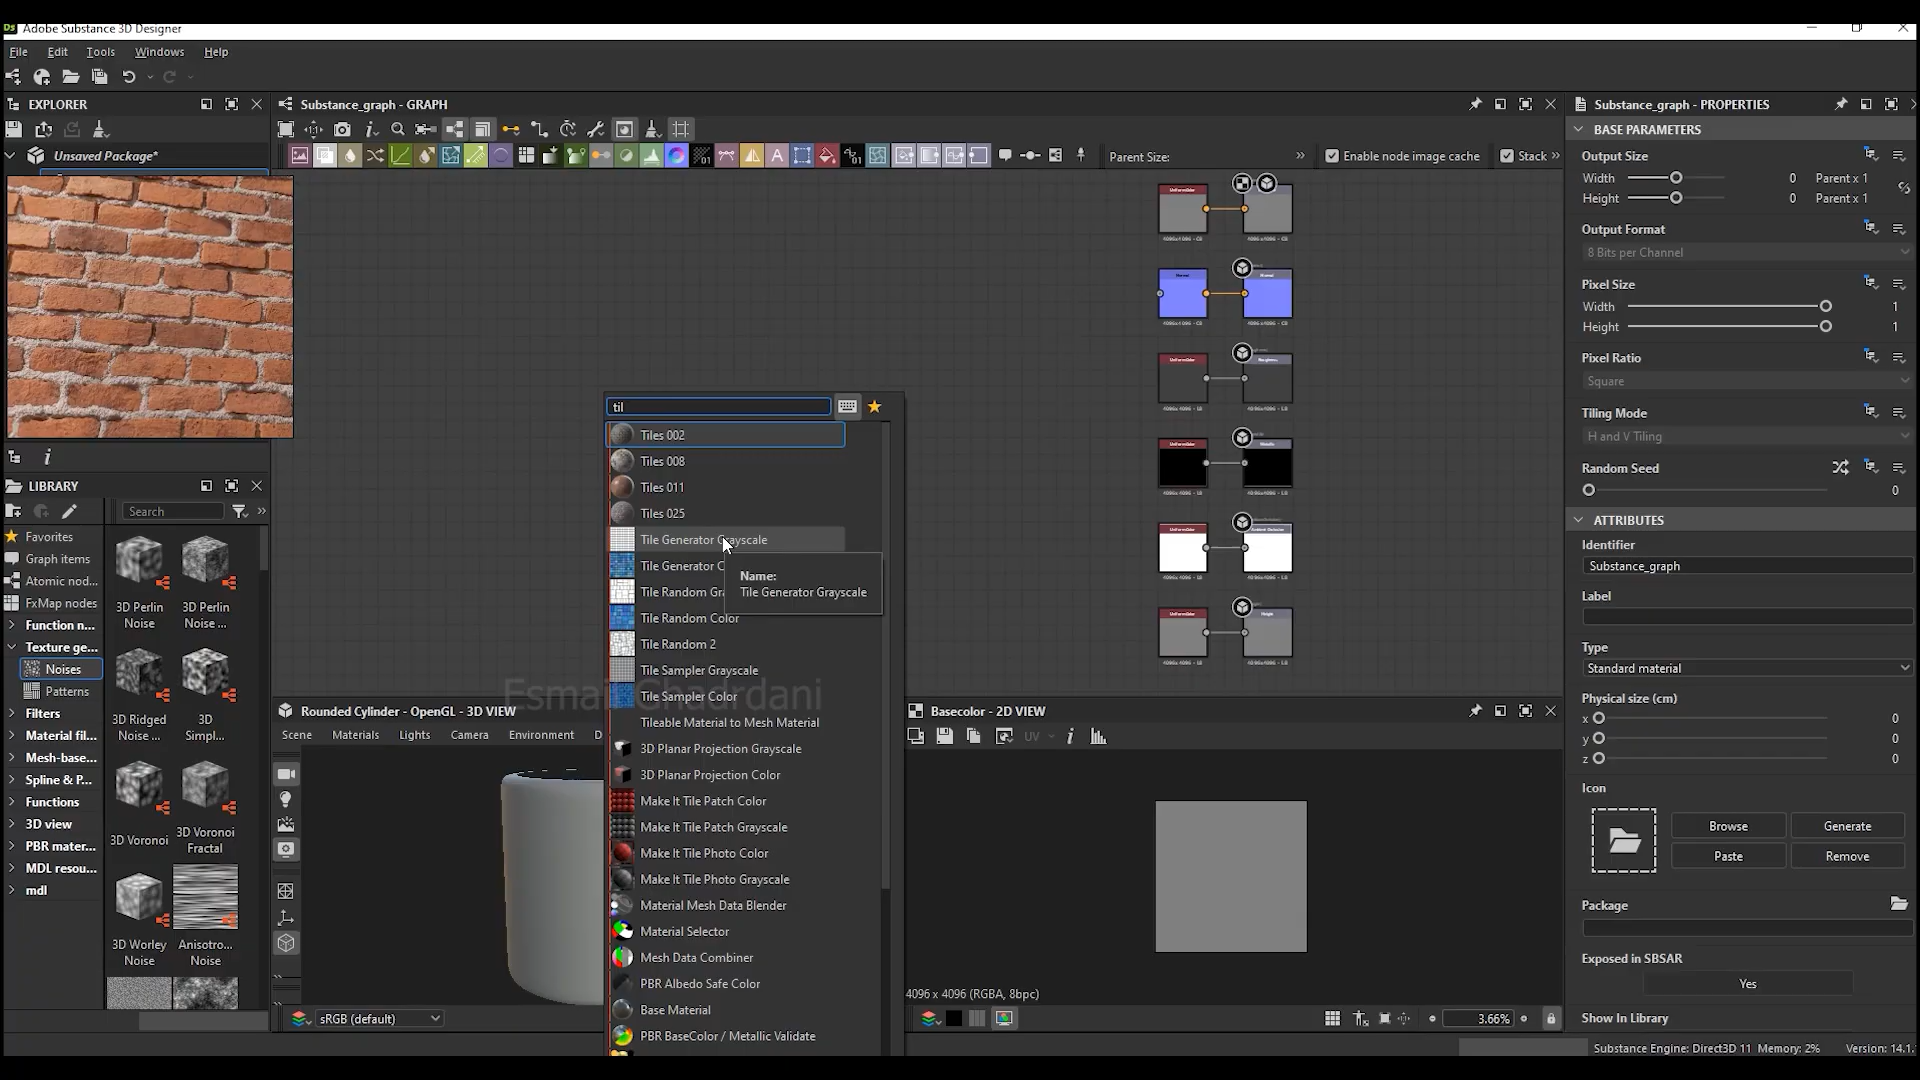 Ds Adobe Substance 3D Designer
File Edit Tools Windows Help
EXPLORER
Substance_graph - GRAPH
Substance_graph - PROPERTIES
Unsaved Package*
Parent Size:
Enable node image cache
Stack
BASE PARAMETERS
Output Size
Width 0 Parent x 1
Height 0 Parent x 1
Output Format
8 Bits per Channel
Pixel Size
Width 1
Height 1
Pixel Ratio
Square
Tiling Mode
H and V Tiling
Random Seed
0
ATTRIBUTES
Identifier
Substance_graph
Label
Type
Standard material
Physical size (cm)
x 0
y 0
z 0
Icon
Browse Generate
Paste Remove
Package
Exposed in SBSAR
Yes
Show In Library
LIBRARY
Search
Favorites
Graph items
Atomic nod...
FxMap nodes
Function n...
Texture ge...
Noises
Patterns
Filters
Material fil...
Mesh-base...
Spline & P...
Functions
3D view
PBR mater...
MDL resou...
mdl
3D Perlin Noise
3D Perlin Noise ...
3D Ridged Noise ...
3D Simpl...
3D Voronoi
3D Voronoi Fractal
3D Worley Noise
Anisotro... Noise
til
Tiles 002
Tiles 008
Tiles 011
Tiles 025
Tile Generator Grayscale
Tile Generator C
Tile Random Gra
Tile Random Color
Tile Random 2
Tile Sampler Grayscale
Tile Sampler Color
Tileable Material to Mesh Material
3D Planar Projection Grayscale
3D Planar Projection Color
Make It Tile Patch Color
Make It Tile Patch Grayscale
Make It Tile Photo Color
Make It Tile Photo Grayscale
Material Mesh Data Blender
Material Selector
Mesh Data Combiner
PBR Albedo Safe Color
Base Material
PBR BaseColor / Metallic Validate
Name:
Tile Generator Grayscale
Rounded Cylinder - OpenGL - 3D VIEW
Scene Materials Lights Camera Environment D
sRGB (default)
Basecolor - 2D VIEW
UV
4096 x 4096 (RGBA, 8bpc)
3.66%
Substance Engine: Direct3D 11 Memory: 2% Version: 14.1.